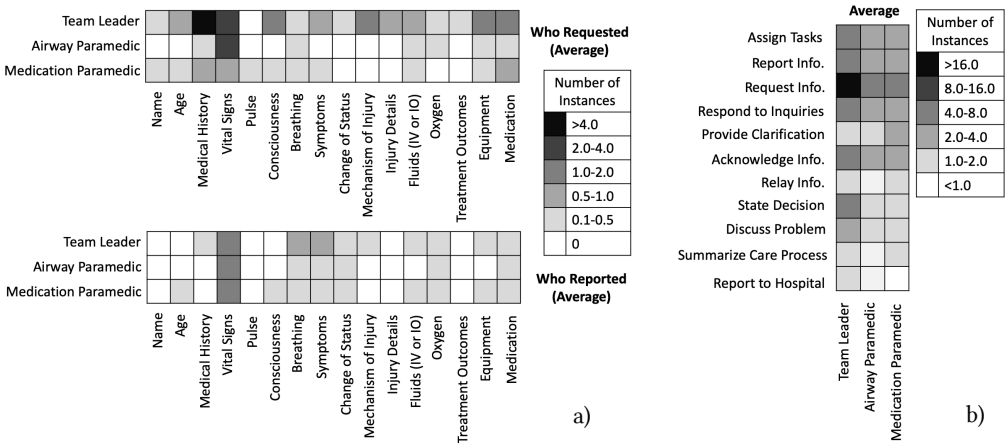 Team Leader
Airway Paramedic
Medication Paramedic
Name
Age
Medical History
Vital Signs
Pulse
Consciousness
Breathing
Symptoms
Change of Status
Mechanism of Injury
Injury Details
Fluids (IV or IO)
Oxygen
Treatment Outcomes
Equipment
Medication
Who Requested
(Average)
Number of
Instances
>4.0
2.0-4.0
1.0-2.0
0.5-1.0
0.1-0.5
0
Team Leader
Airway Paramedic
Medication Paramedic
Who Reported
(Average)
Name
Age
Medical History
Vital Signs
Pulse
Consciousness
Breathing
Symptoms
Change of Status
Mechanism of Injury
Injury Details
Fluids (IV or IO)
Oxygen
Treatment Outcomes
Equipment
Medication
a)
Average
Assign Tasks
Report Info.
Request Info.
Respond to Inquiries
Provide Clarification
Acknowledge Info.
Relay Info.
State Decision
Discuss Problem
Summarize Care Process
Report to Hospital
Team Leader
Airway Paramedic
Medication Paramedic
Number of
Instances
>16.0
8.0-16.0
4.0-8.0
2.0-4.0
1.0-2.0
<1.0
b)